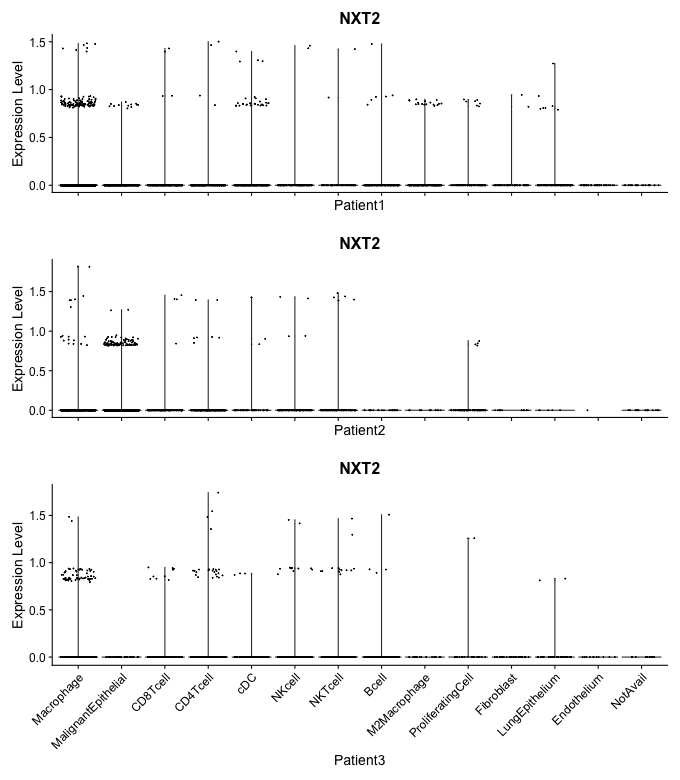 NXT2
Expression Level
1.5
1.0
0.5
0.0
Patient1
NXT2
Expression Level
1.5
1.0
0.5
0.0
Patient2
NXT2
Expression Level
1.5
1.0
0.5
0.0
Macrophage
MalignantEpithelial
CD8Tcell
CD4Tcell
cDC
NKcell
NKTcell
Bcell
M2Macrophage
ProliferatingCell
Fibroblast
LungEpithelium
Endothelium
NotAvail
Patient3